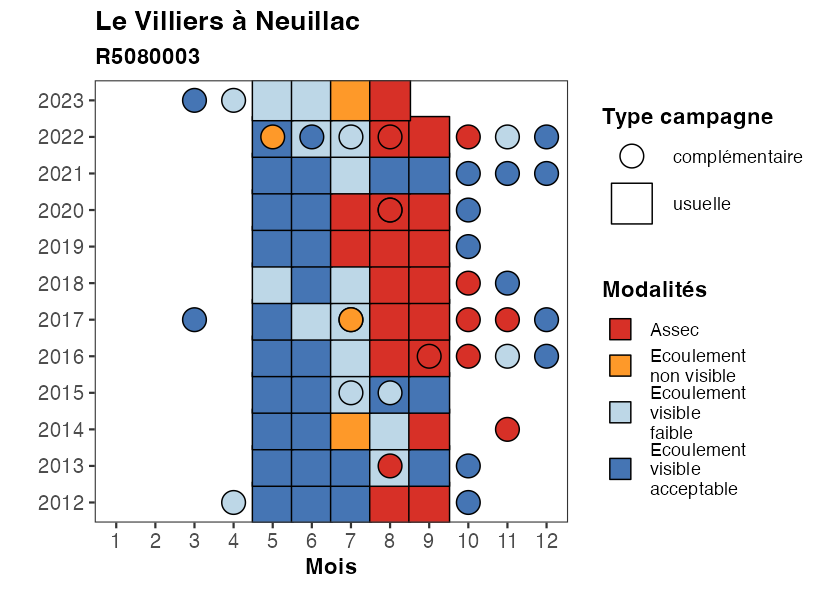 Le Villiers à Neuillac
R5080003
2023
2022
2021
2020
2019
2018
2017
2016
2015
2014
2013
2012
1 2 3 4 5 6 7 8 9 10 11 12
Mois
Type campagne
complémentaire
usuelle
Modalités
Assec
Ecoulement
non visible
Ecoulement
visible
faible
Ecoulement
visible
acceptable